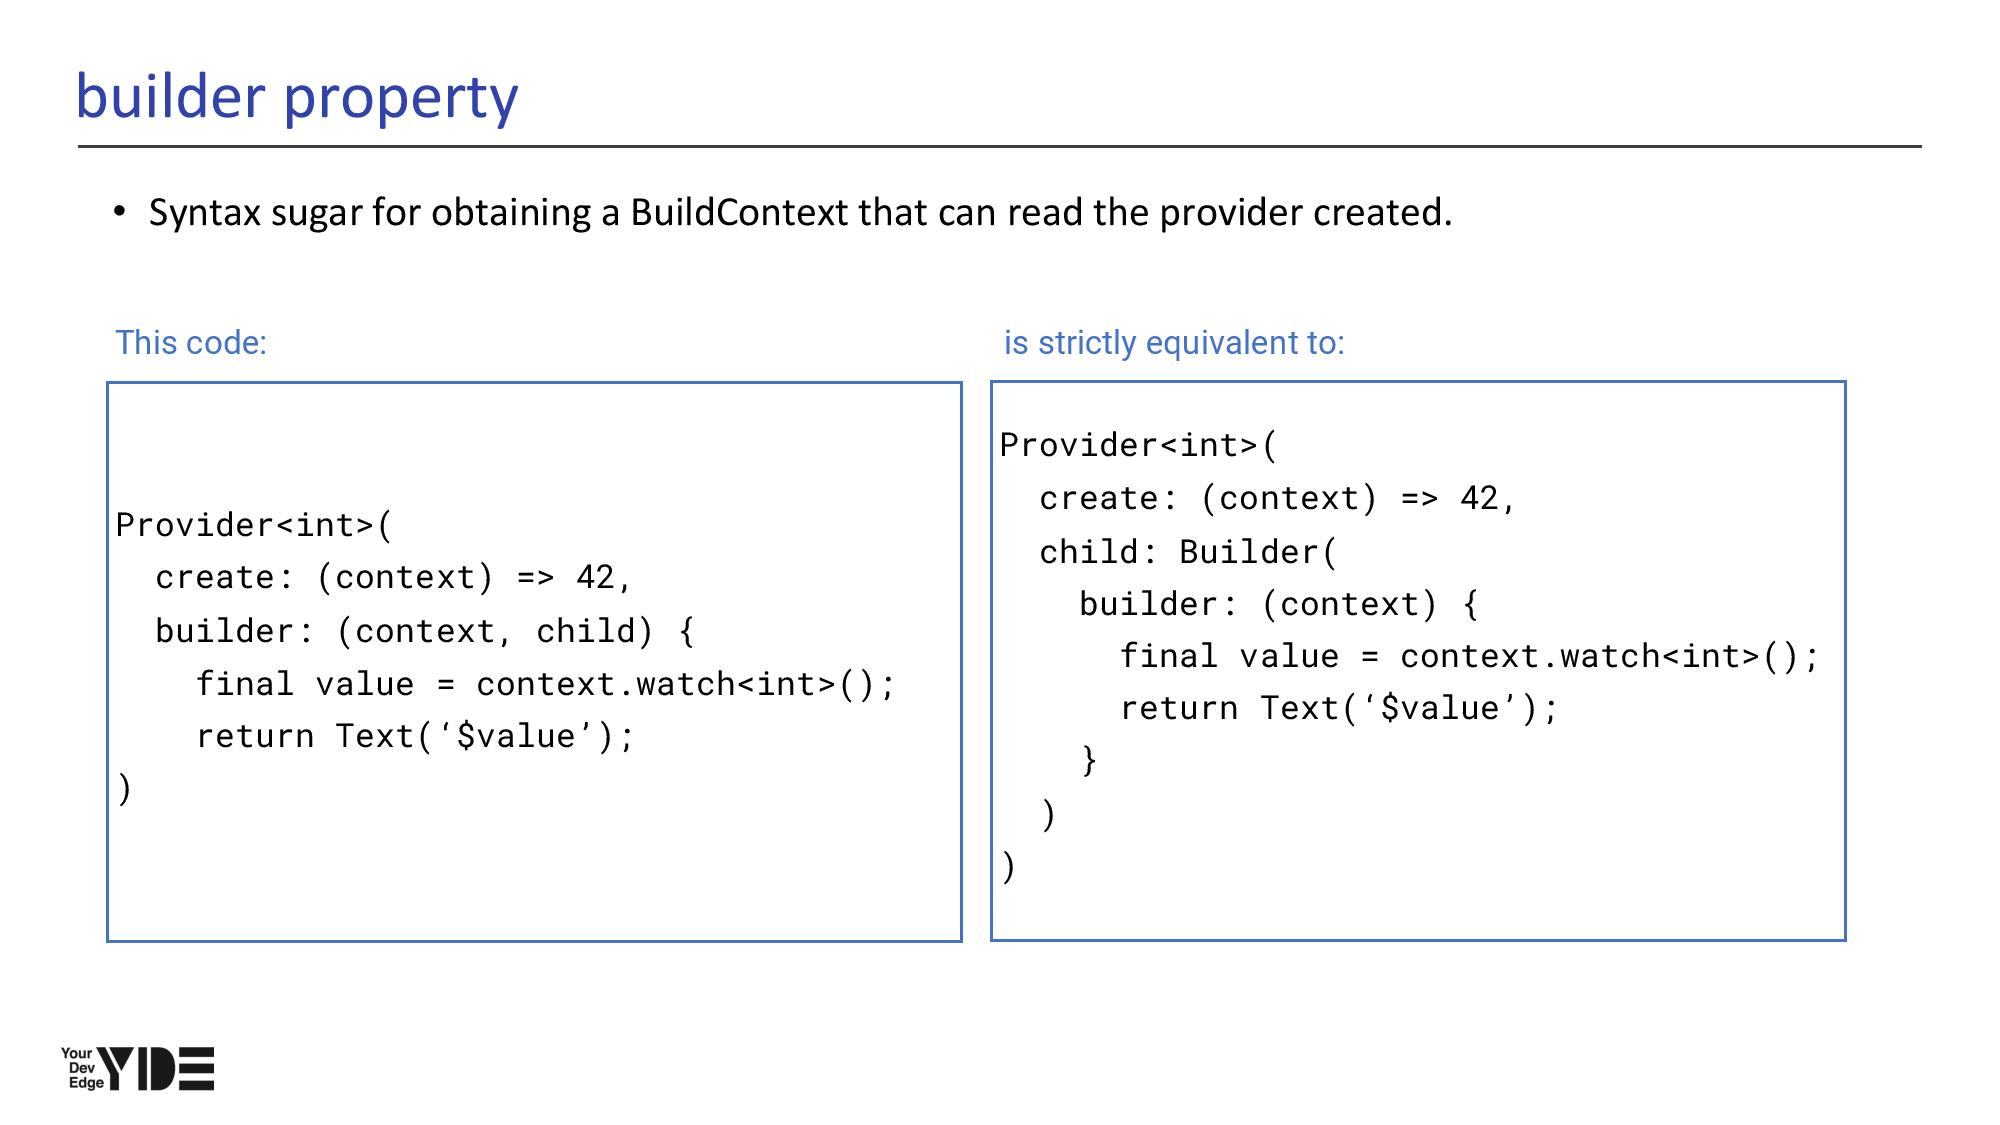 builder property
• Syntax sugar for obtaining a BuildContext that can read the provider created.
This code:
Provider<int>(
  create: (context) => 42,
  builder: (context, child) {
    final value = context.watch<int>();
    return Text(‘$value’);
)
is strictly equivalent to:
Provider<int>(
  create: (context) => 42,
  child: Builder(
    builder: (context) {
      final value = context.watch<int>();
      return Text(‘$value’);
    }
  )
)
Your
Dev
Edge
YDE